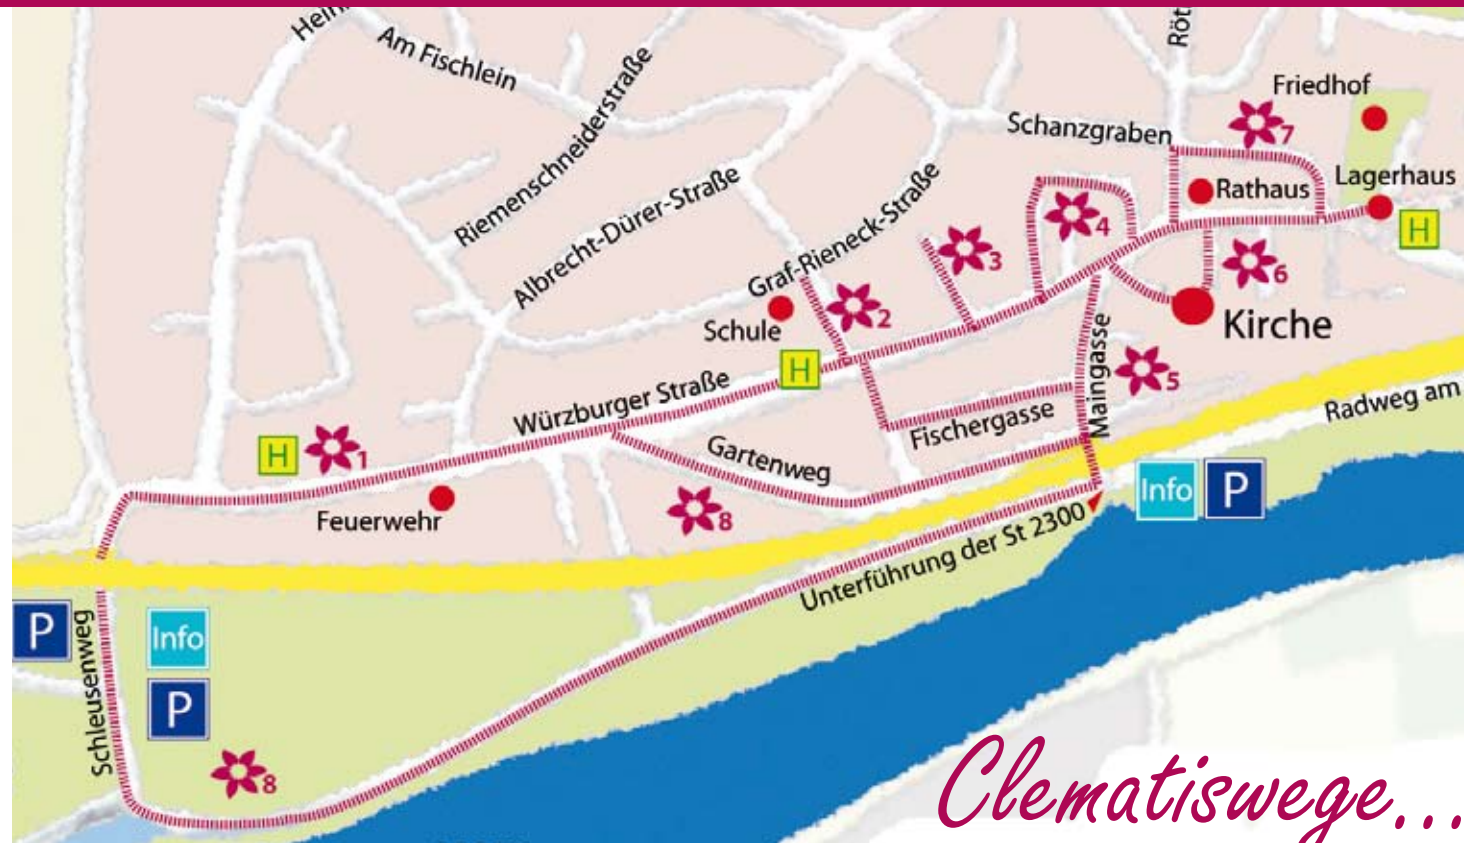 Am Fischlein
Riemenschneiderstraße
Albrecht-Dürer-Straße
Graf-Rieneck-Straße
Schanzgraben
Friedhof
7
Lagerhaus
Rathaus
H
4
3
6
2
Schule
Kirche
H
Maingasse
5
Würzburger Straße
Fischergasse
Radweg am
H
1
Gartenweg
Info
P
Feuerwehr
8
Unterführung der St 2300
P
Schleusenweg
Info
P
8
Clematiswege...